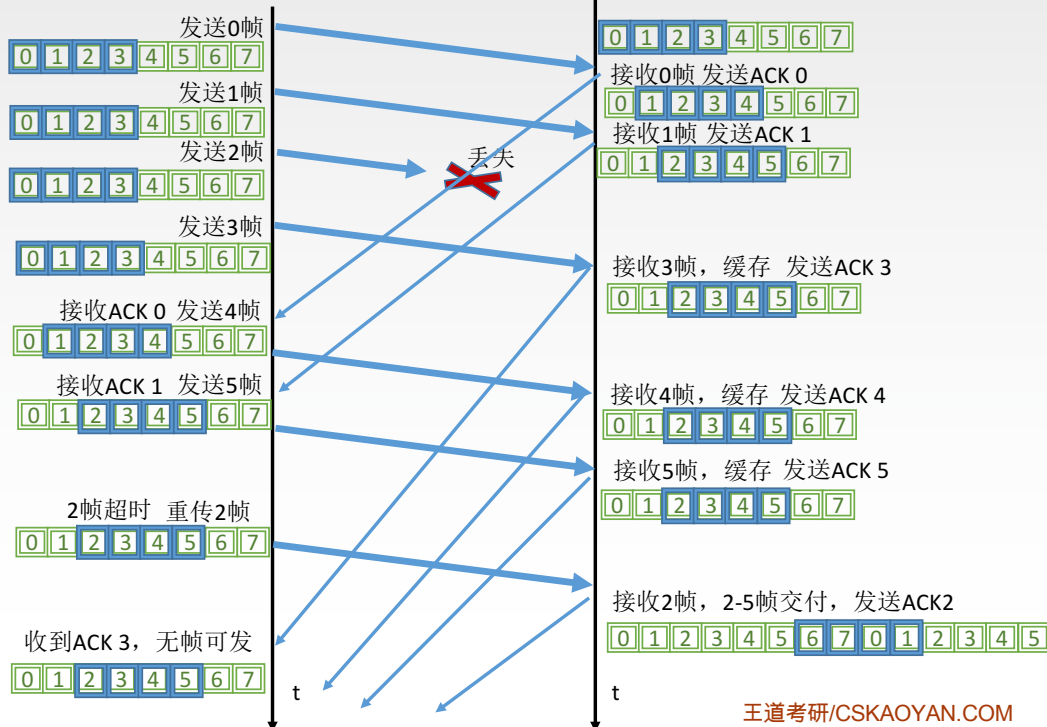 发送0帧
0 1 2 3 4 5 6 7
发送1帧
0 1 2 3 4 5 6 7
发送2帧
0 1 2 3 4 5 6 7
发送3帧
0 1 2 3 4 5 6 7
接收ACK 0 发送4帧
0 1 2 3 4 5 6 7
接收ACK 1 发送5帧
0 1 2 3 4 5 6 7
2帧超时 重传2帧
0 1 2 3 4 5 6 7
收到ACK 3，无帧可发
0 1 2 3 4 5 6 7
t
丢失
0 1 2 3 4 5 6 7
接收0帧 发送ACK 0
0 1 2 3 4 5 6 7
接收1帧 发送ACK 1
0 1 2 3 4 5 6 7
接收3帧，缓存 发送ACK 3
0 1 2 3 4 5 6 7
接收4帧，缓存 发送ACK 4
0 1 2 3 4 5 6 7
接收5帧，缓存 发送ACK 5
0 1 2 3 4 5 6 7
接收2帧，2-5帧交付，发送ACK2
0 1 2 3 4 5 6 7 0 1 2 3 4 5
t
王道考研/CSKAOYAN.COM